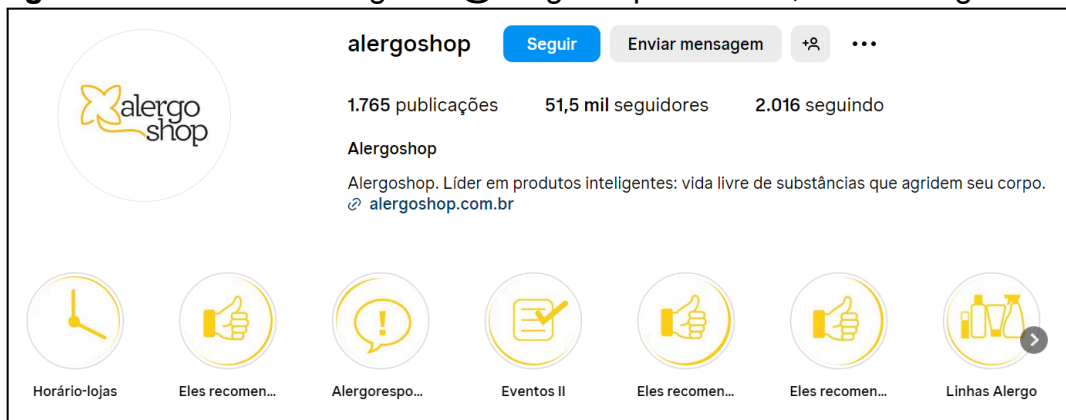 alergoshop Seguir Enviar mensagem
alergo
shop
1.765 publicações 51,5 mil seguidores 2.016 seguindo
Alergoshop
Alergoshop. Líder em produtos inteligentes: vida livre de substâncias que agridem seu corpo.
alergoshop.com.br
Horário-lojas Eles recomen... Alergorespo... Eventos II Eles recomen... Eles recomen... Linhas Alergo